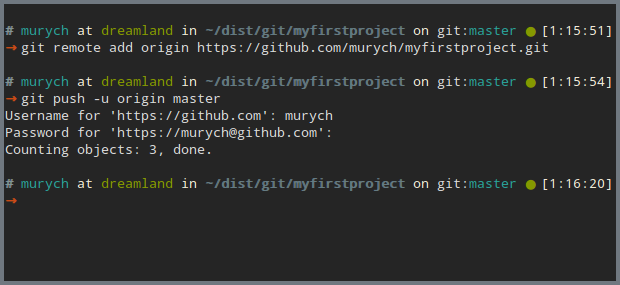 # murych at dreamland in ~/dist/git/myfirstproject on git:master ● [1:15:51]
→ git remote add origin https://github.com/murych/myfirstproject.git
# murych at dreamland in ~/dist/git/myfirstproject on git:master ● [1:15:54]
→ git push -u origin master
Username for 'https://github.com': murych
Password for 'https://murych@github.com':
Counting objects: 3, done.
# murych at dreamland in ~/dist/git/myfirstproject on git:master ● [1:16:20]
→